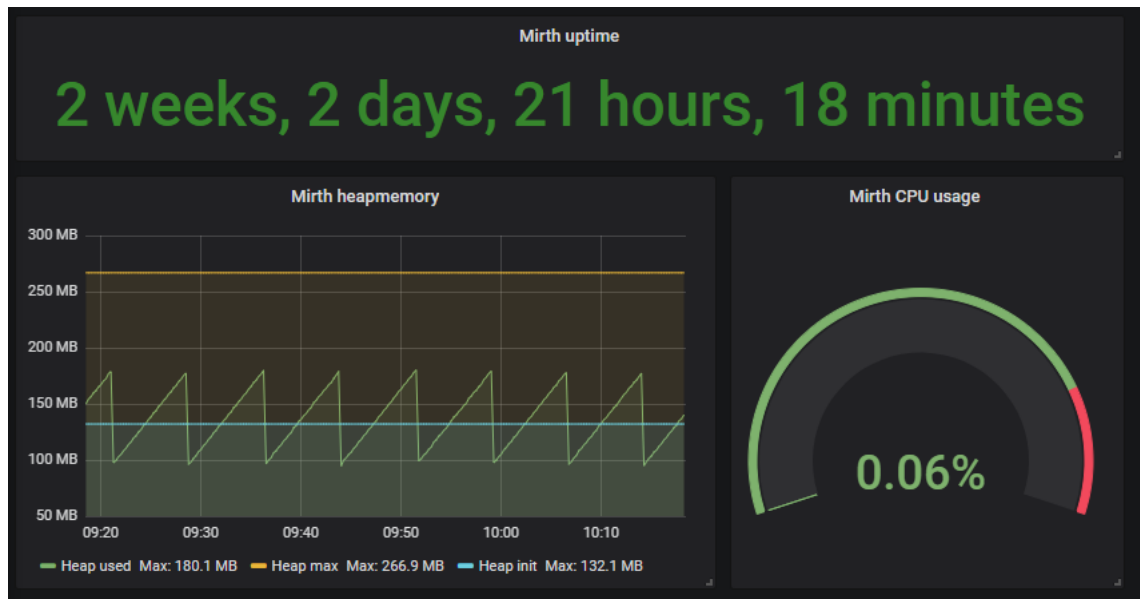 Mirth uptime
2 weeks, 2 days, 21 hours, 18 minutes
Mirth heapmemory
300 MB
250 MB
200 MB
150 MB
100 MB
50 MB
09:20 09:30 09:40 09:50 10:00 10:10
Heap used Max: 180.1 MB Heap max Max: 266.9 MB Heap init Max: 132.1 MB
Mirth CPU usage
0.06%